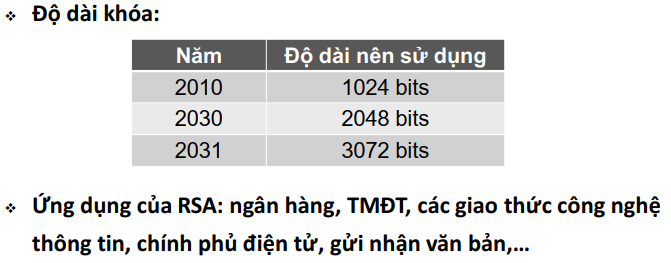 ❖ Độ dài khóa:
Năm Độ dài nên sử dụng
2010 1024 bits
2030 2048 bits
2031 3072 bits
❖ Ứng dụng của RSA: ngân hàng, TMĐT, các giao thức công nghệ
thông tin, chính phủ điện tử, gửi nhận văn bản,...